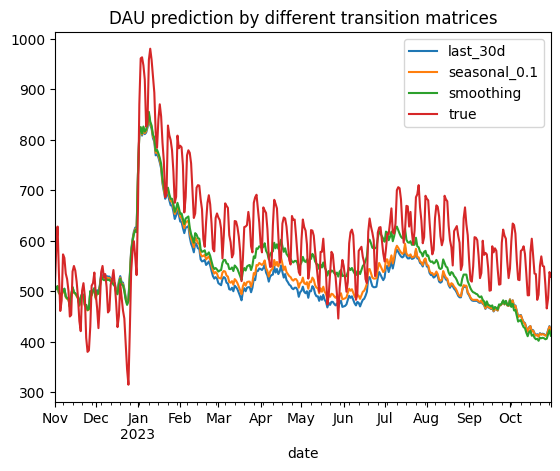 DAU prediction by different transition matrices
1000
900
800
700
600
500
400
300
last_30d
seasonal_0.1
smoothing
true
Nov Dec Jan Feb Mar Apr May Jun Jul Aug Sep Oct
2023
date